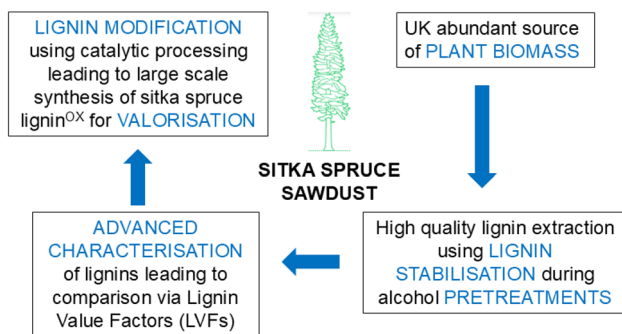 LIGNIN MODIFICATION
using catalytic processing
leading to large scale
synthesis of sitka spruce
ligninᴼˣ for VALORISATION
UK abundant source
of PLANT BIOMASS
SITKA SPRUCE
SAWDUST
ADVANCED
CHARACTERISATION
of lignins leading to
comparison via Lignin
Value Factors (LVFs)
High quality lignin extraction
using LIGNIN
STABILISATION during
alcohol PRETREATMENTS